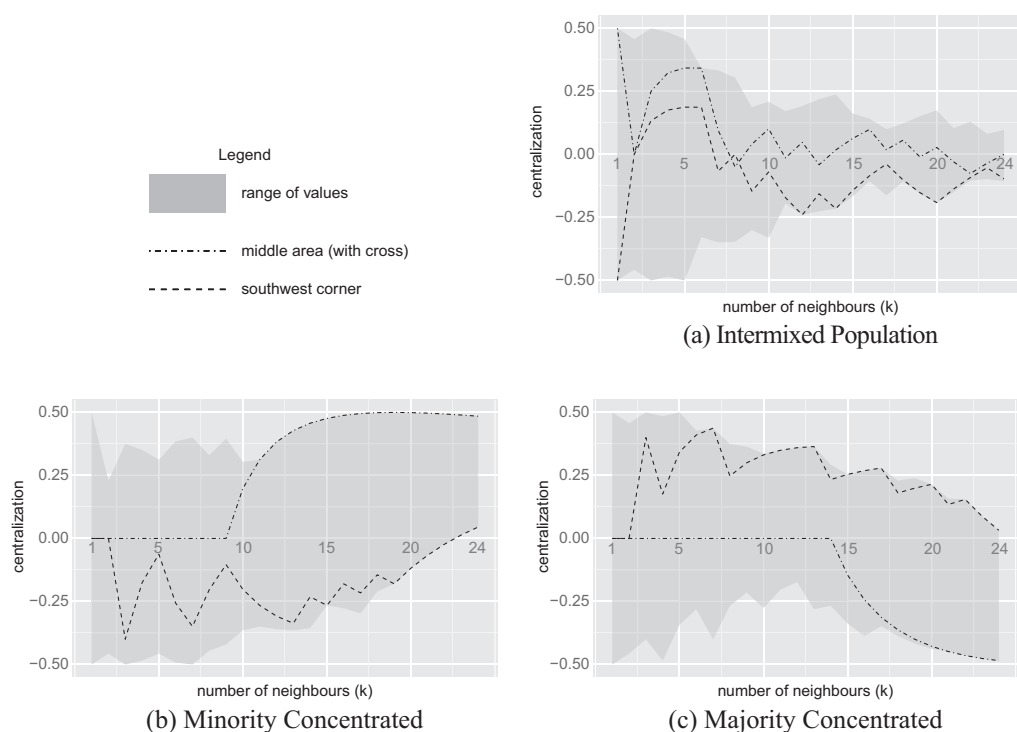 Legend
range of values
middle area (with cross)
southwest corner
centralization
0.50
0.25
0.00
−0.25
−0.50
1 5 10 15 20 24
number of neighbours (k)
(a) Intermixed Population
centralization
0.50
0.25
0.00
−0.25
−0.50
1 5 10 15 20 24
number of neighbours (k)
(b) Minority Concentrated
centralization
0.50
0.25
0.00
−0.25
−0.50
1 5 10 15 20 24
number of neighbours (k)
(c) Majority Concentrated